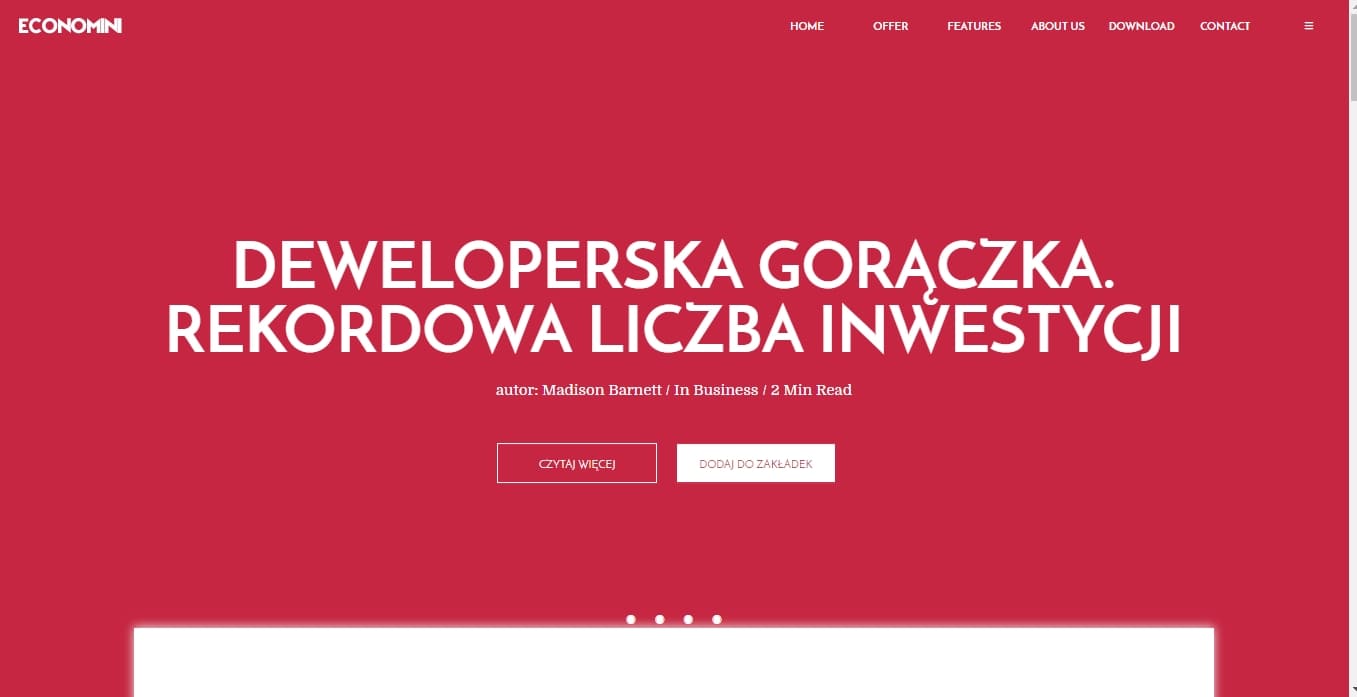 ECONOMINI
HOME OFFER FEATURES ABOUT US DOWNLOAD CONTACT
DEWELOPERSKA GORĄCZKA.
REKORDOWA LICZBA INWESTYCJI
autor: Madison Barnett / In Business / 2 Min Read
CZYTAJ WIĘCEJ DODAJ DO ZAKŁADEK